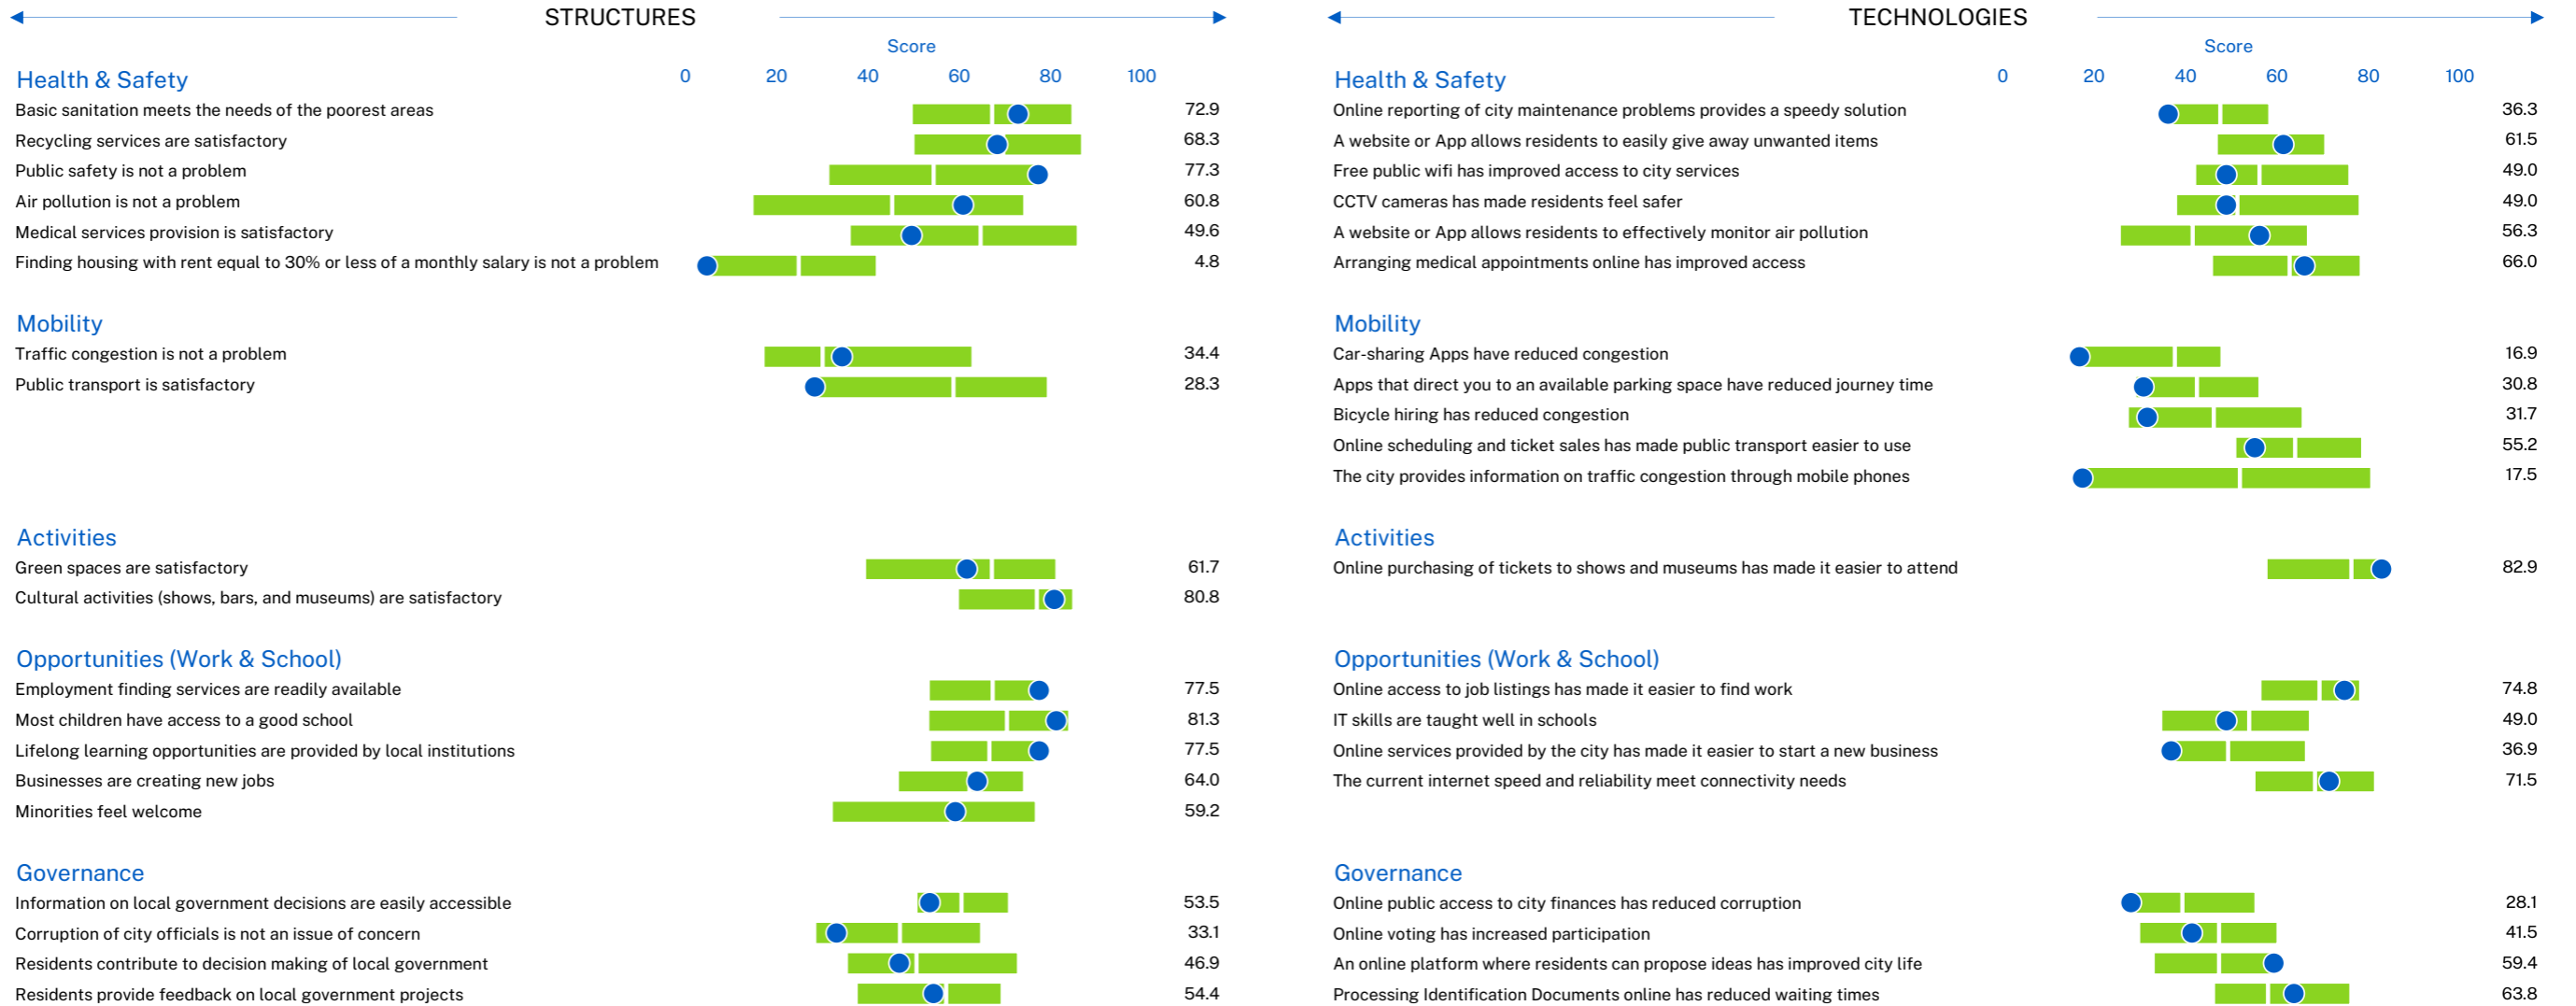 STRUCTURES
Score
Health & Safety 0 20 40 60 80 100
Basic sanitation meets the needs of the poorest areas 72.9
Recycling services are satisfactory 68.3
Public safety is not a problem 77.3
Air pollution is not a problem 60.8
Medical services provision is satisfactory 49.6
Finding housing with rent equal to 30% or less of a monthly salary is not a problem 4.8
Mobility
Traffic congestion is not a problem 34.4
Public transport is satisfactory 28.3
Activities
Green spaces are satisfactory 61.7
Cultural activities (shows, bars, and museums) are satisfactory 80.8
Opportunities (Work & School)
Employment finding services are readily available 77.5
Most children have access to a good school 81.3
Lifelong learning opportunities are provided by local institutions 77.5
Businesses are creating new jobs 64.0
Minorities feel welcome 59.2
Governance
Information on local government decisions are easily accessible 53.5
Corruption of city officials is not an issue of concern 33.1
Residents contribute to decision making of local government 46.9
Residents provide feedback on local government projects 54.4
TECHNOLOGIES
Score
Health & Safety 0 20 40 60 80 100
Online reporting of city maintenance problems provides a speedy solution 36.3
A website or App allows residents to easily give away unwanted items 61.5
Free public wifi has improved access to city services 49.0
CCTV cameras has made residents feel safer 49.0
A website or App allows residents to effectively monitor air pollution 56.3
Arranging medical appointments online has improved access 66.0
Mobility
Car-sharing Apps have reduced congestion 16.9
Apps that direct you to an available parking space have reduced journey time 30.8
Bicycle hiring has reduced congestion 31.7
Online scheduling and ticket sales has made public transport easier to use 55.2
The city provides information on traffic congestion through mobile phones 17.5
Activities
Online purchasing of tickets to shows and museums has made it easier to attend 82.9
Opportunities (Work & School)
Online access to job listings has made it easier to find work 74.8
IT skills are taught well in schools 49.0
Online services provided by the city has made it easier to start a new business 36.9
The current internet speed and reliability meet connectivity needs 71.5
Governance
Online public access to city finances has reduced corruption 28.1
Online voting has increased participation 41.5
An online platform where residents can propose ideas has improved city life 59.4
Processing Identification Documents online has reduced waiting times 63.8